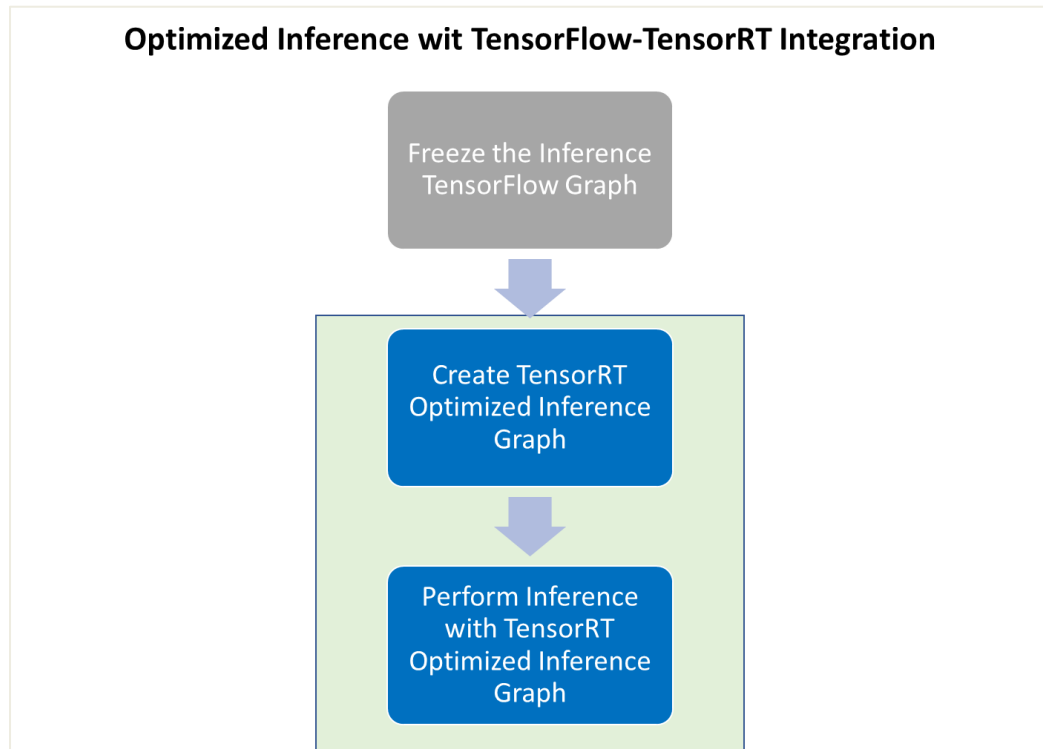 Optimized Inference wit TensorFlow-TensorRT Integration
Freeze the Inference
TensorFlow Graph
Create TensorRT
Optimized Inference
Graph
Perform Inference
with TensorRT
Optimized Inference
Graph